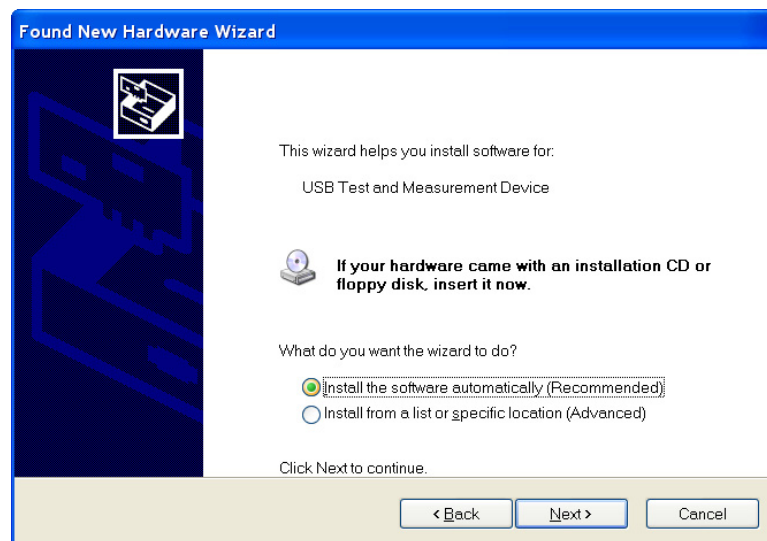 Found New Hardware Wizard
This wizard helps you install software for:
USB Test and Measurement Device
If your hardware came with an installation CD or
floppy disk, insert it now.
What do you want the wizard to do?
Install the software automatically (Recommended)
Install from a list or specific location (Advanced)
Click Next to continue.
< Back Next > Cancel